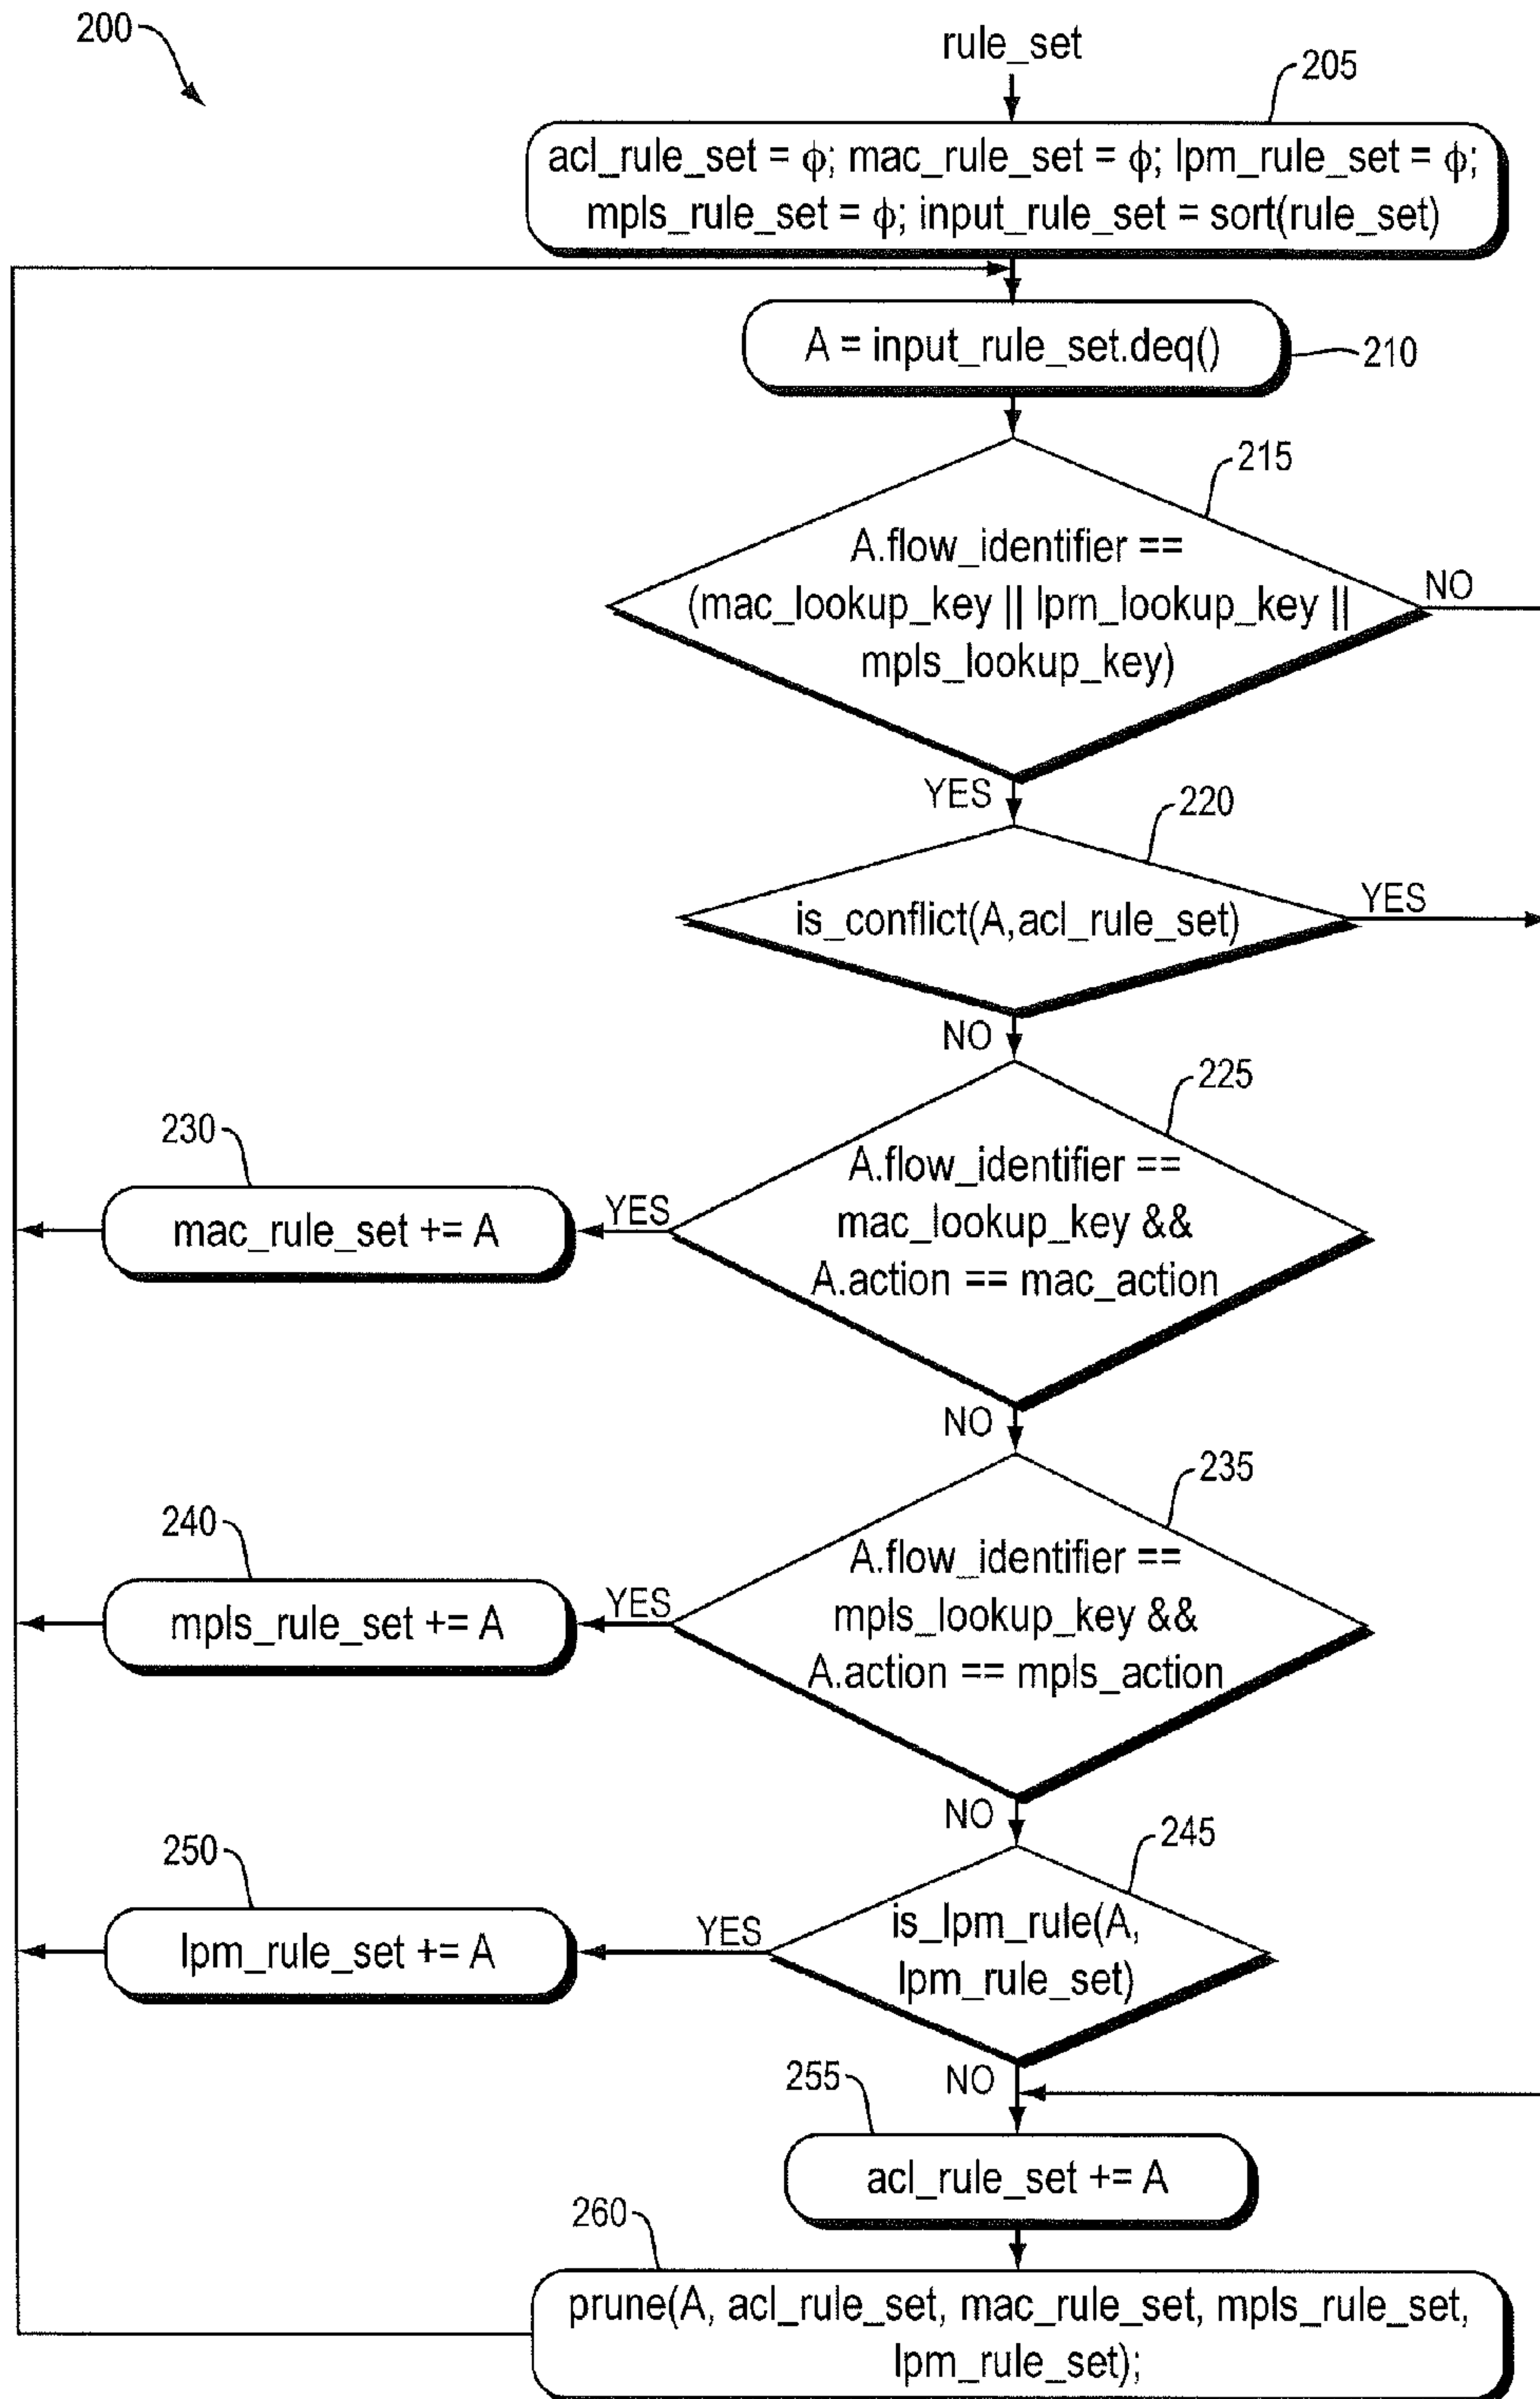 200
rule_set
205
acl_rule_set = ϕ; mac_rule_set = ϕ; lpm_rule_set = ϕ;
mpls_rule_set = ϕ; input_rule_set = sort(rule_set)
A = input_rule_set.deq()
210
215
A.flow_identifier ==
(mac_lookup_key || lpm_lookup_key ||
mpls_lookup_key)
NO
YES
220
is_conflict(A,acl_rule_set)
YES
NO
225
A.flow_identifier ==
mac_lookup_key &&
A.action == mac_action
YES
230
mac_rule_set += A
NO
235
A.flow_identifier ==
mpls_lookup_key &&
A.action == mpls_action
YES
240
mpls_rule_set += A
NO
245
is_lpm_rule(A,
lpm_rule_set)
YES
250
lpm_rule_set += A
NO
255
acl_rule_set += A
260
prune(A, acl_rule_set, mac_rule_set, mpls_rule_set,
lpm_rule_set);